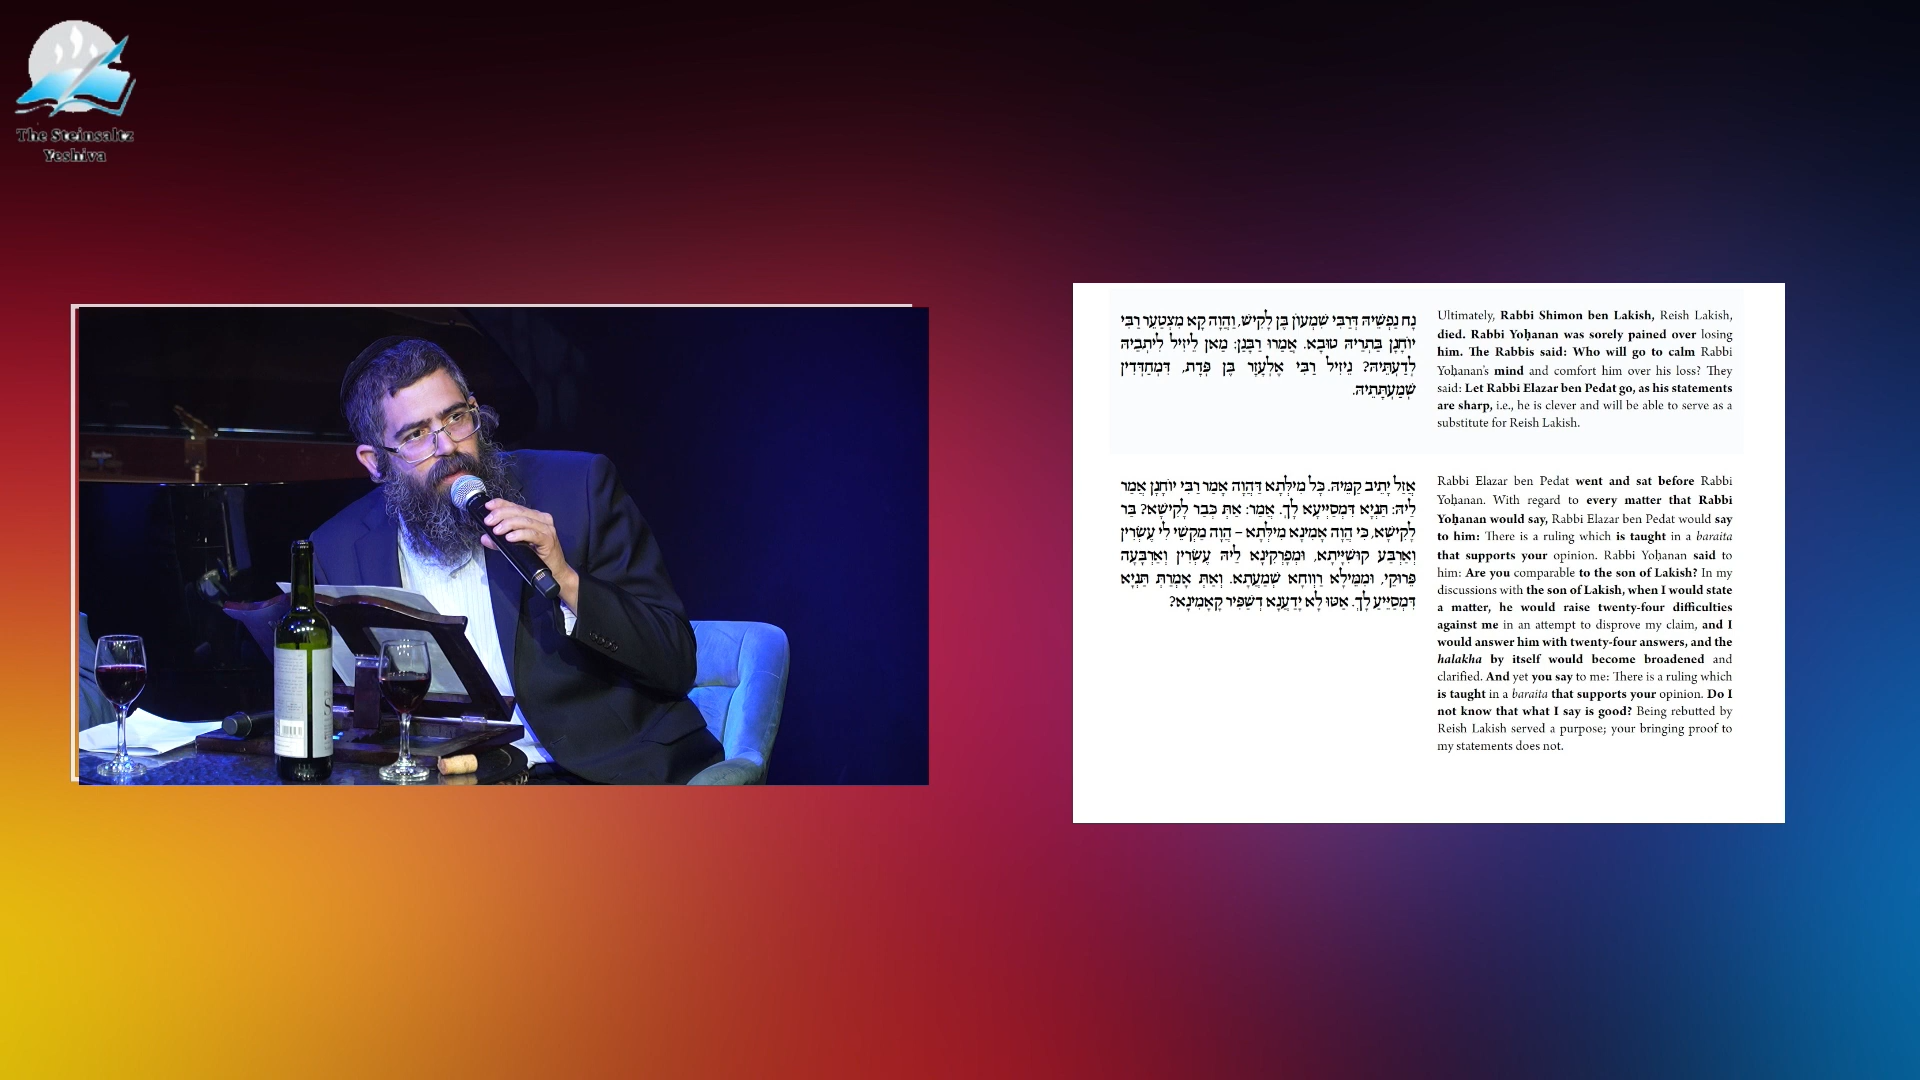 The Steinsaltz
Yeshiva
נָח נַפְשֵׁיהּ דְּרַבִּי שִׁמְעוֹן בֶּן לָקִישׁ, וַהֲוָה קָא מִצְטַעֵר רַבִּי
יוֹחָנָן בַּתְרֵיהּ טוּבָא. אֲמַרוּ רַבָּנַן: מַאן לֵיזִיל לִיתְּבֵיהּ
לְדַעְתֵּיהּ? נֵיזִיל רַבִּי אֶלְעָזָר בֶּן פְּדָת, דִּמְחַדְּדִין
שְׁמַעְתָּתֵיהּ.
Ultimately, Rabbi Shimon ben Lakish, Reish Lakish,
died. Rabbi Yoḥanan was sorely pained over losing
him. The Rabbis said: Who will go to calm Rabbi
Yoḥanan's mind and comfort him over his loss? They
said: Let Rabbi Elazar ben Pedat go, as his statements
are sharp, i.e., he is clever and will be able to serve as a
substitute for Reish Lakish.
אֲזַל יְתֵיב קַמֵּיהּ. כָּל מִילְּתָא דַּהֲוָה אָמַר רַבִּי יוֹחָנָן אֲמַר
לֵיהּ: תַּנְיָא דִּמְסַיְּיעָא לָךְ. אֲמַר: אַתְּ כְּבַר לָקִישָׁא? בַּר
לָקִישָׁא, כִּי הֲוָה אָמֵינָא מִילְּתָא – הֲוָה מַקְשֵׁי לִי עֶשְׂרִין
וְאַרְבַּע קוּשְׁיָיתָא, וּמְפָרֵקְינָא לֵיהּ עֶשְׂרִין וְאַרְבְּעָה
פֵּרוּקֵי, וּמִמֵּילָא רָוְוחָא שְׁמַעְתָּא. וְאַתְּ אָמְרַתְּ תַּנְיָא
דִּמְסַיֵּיעַ לָךְ. אַטּוּ לָא יָדַעְנָא דְּשַׁפִּיר קָאָמֵינָא?
Rabbi Elazar ben Pedat went and sat before Rabbi
Yoḥanan. With regard to every matter that Rabbi
Yoḥanan would say, Rabbi Elazar ben Pedat would say
to him: There is a ruling which is taught in a baraita
that supports your opinion. Rabbi Yoḥanan said to
him: Are you comparable to the son of Lakish? In my
discussions with the son of Lakish, when I would state
a matter, he would raise twenty-four difficulties
against me in an attempt to disprove my claim, and I
would answer him with twenty-four answers, and the
halakha by itself would become broadened and
clarified. And yet you say to me: There is a ruling which
is taught in a baraita that supports your opinion. Do I
not know that what I say is good? Being rebutted by
Reish Lakish served a purpose; your bringing proof to
my statements does not.